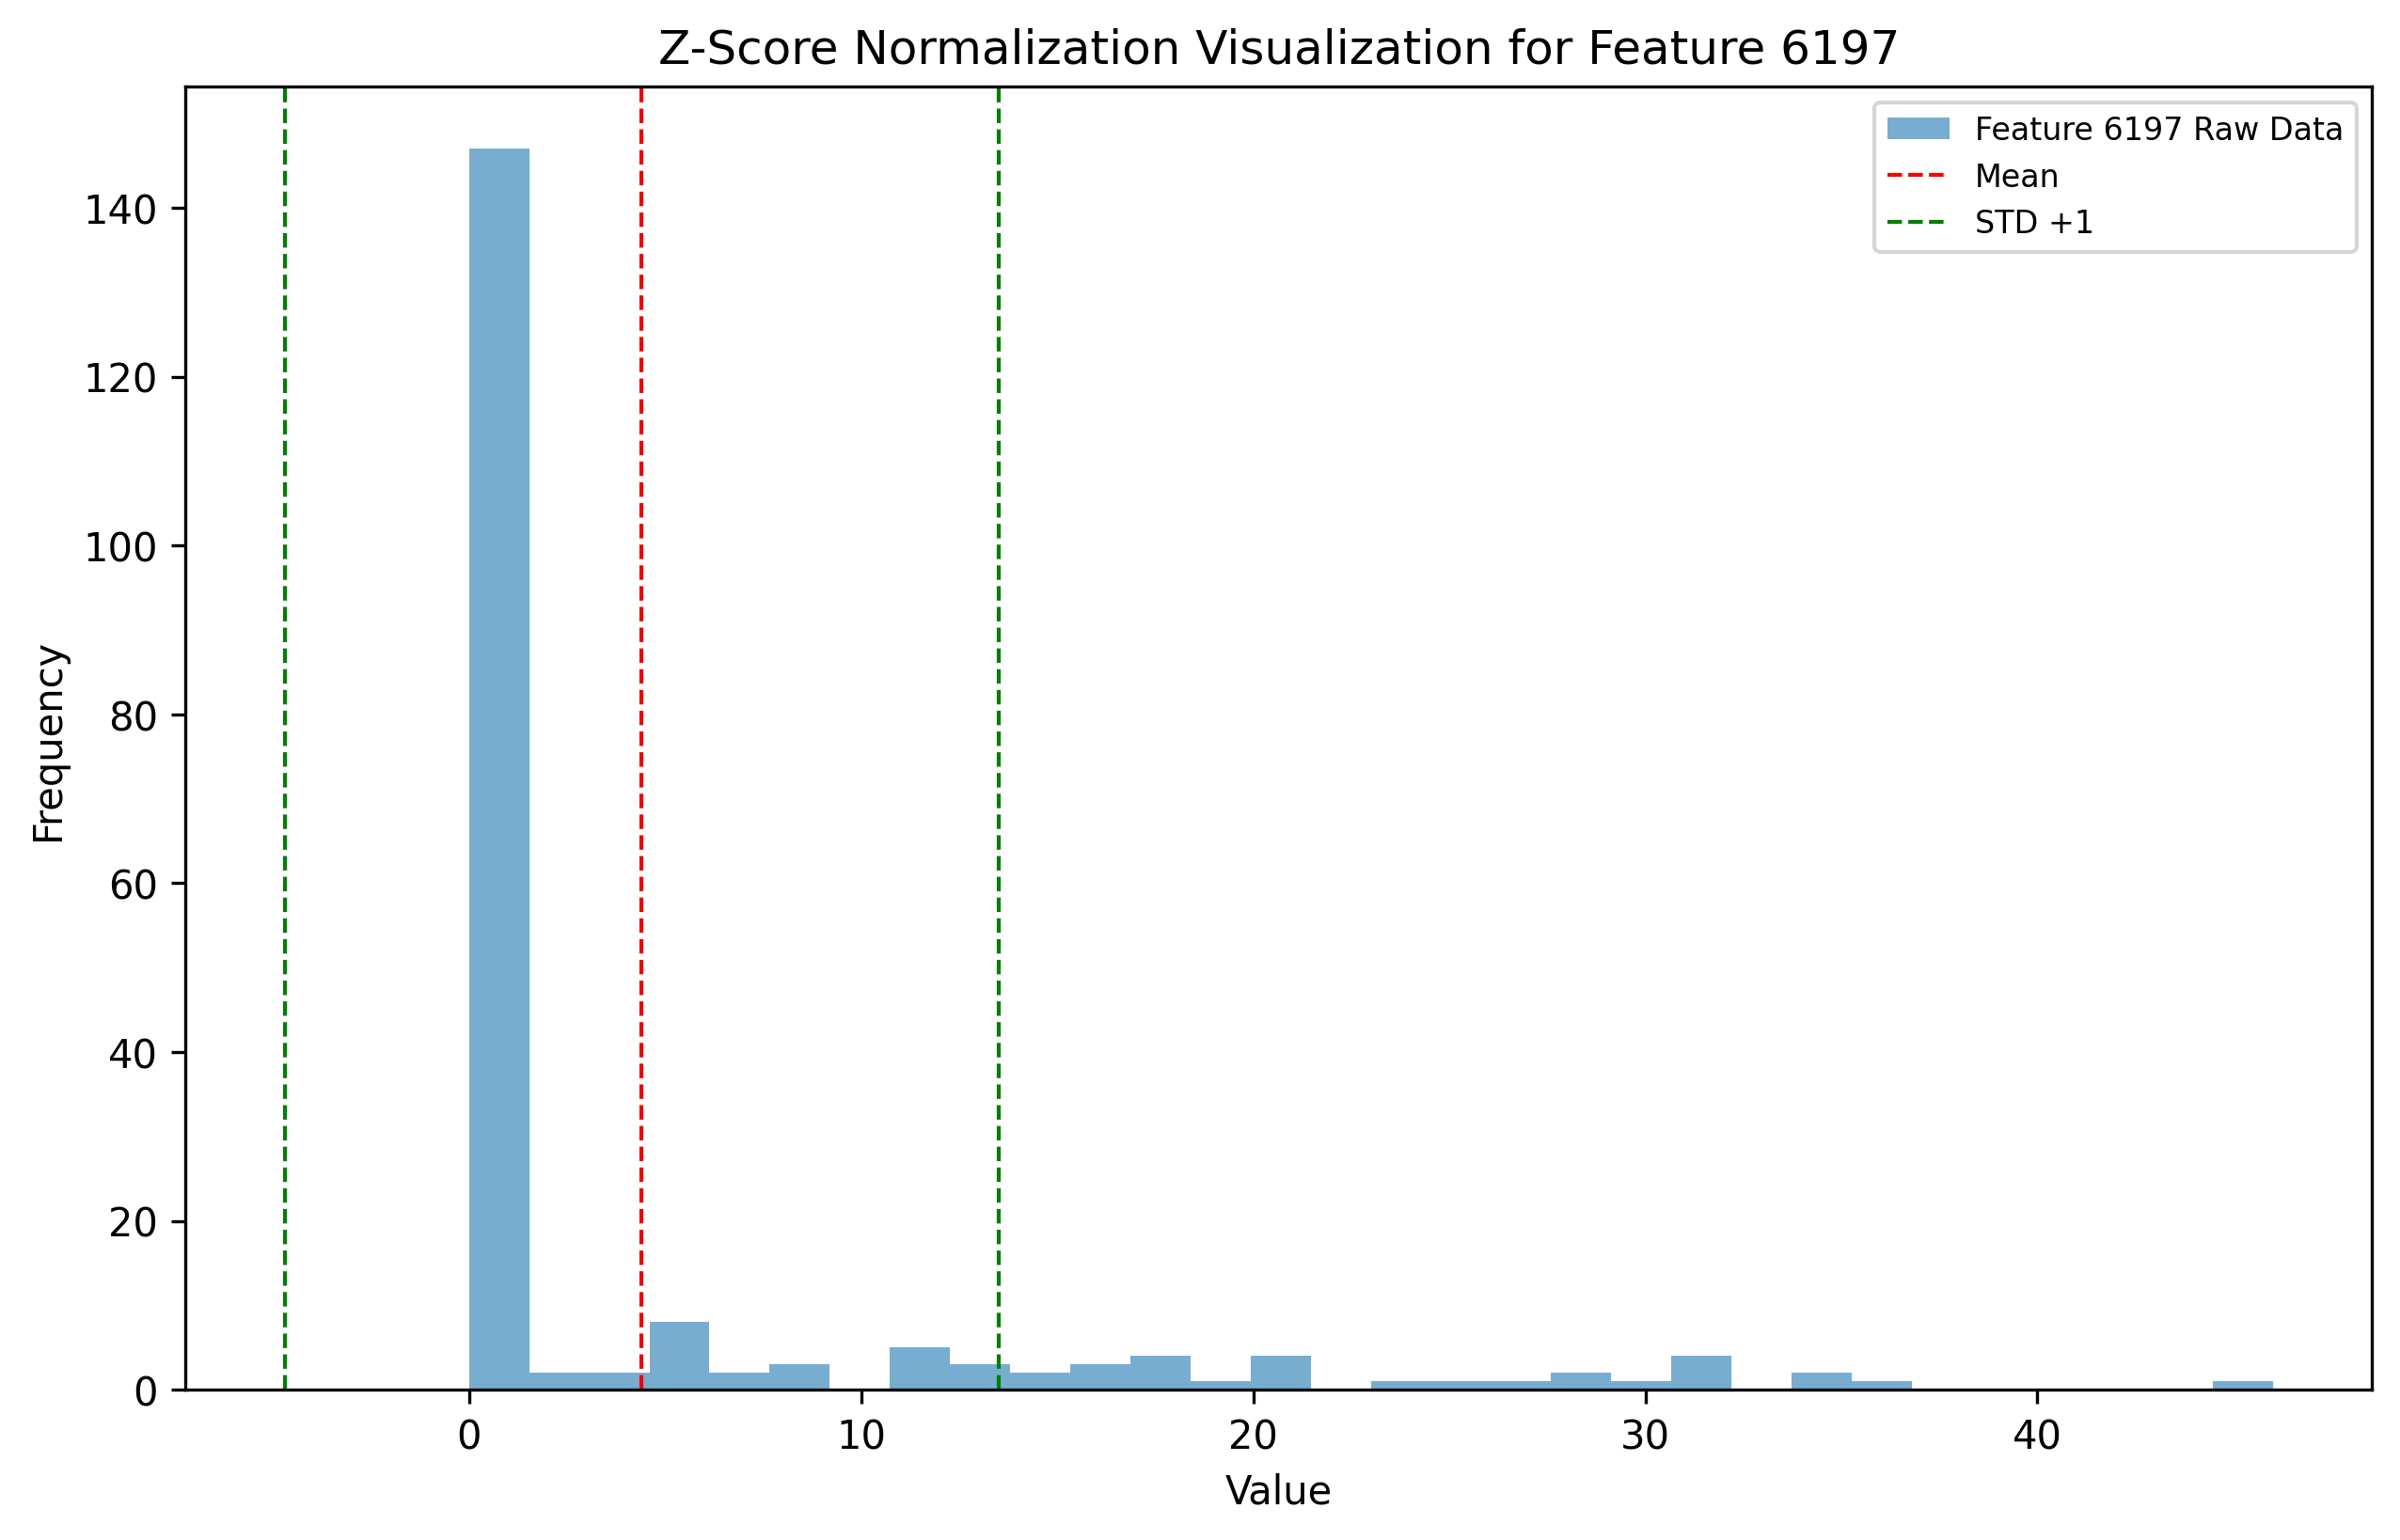 Z-Score Normalization Visualization for Feature 6197
Feature 6197 Raw Data
Mean
STD +1
140
120
100
80
60
40
20
0
Frequency
0 10 20 30 40
Value